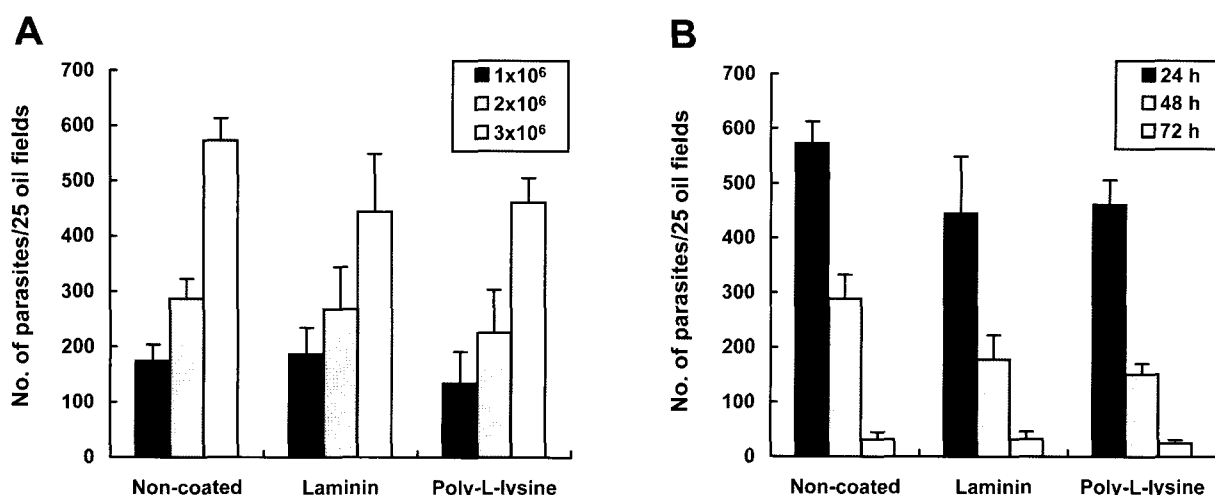 A
No. of parasites/25 oil fields
700
600
500
400
300
200
100
0
1x10⁶
2x10⁶
3x10⁶
Non-coated
Laminin
Poly-L-lysine
B
No. of parasites/25 oil fields
700
600
500
400
300
200
100
0
24 h
48 h
72 h
Non-coated
Laminin
Poly-L-lysine